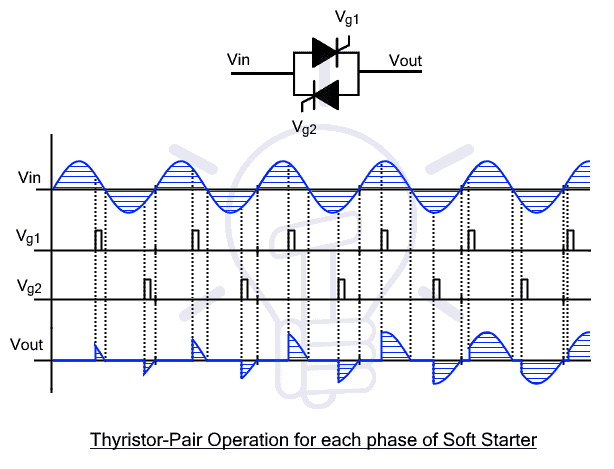 Vg1
Vin
Vout
Vg2
Vin
Vg1
Vg2
Vout
Thyristor-Pair Operation for each phase of Soft Starter